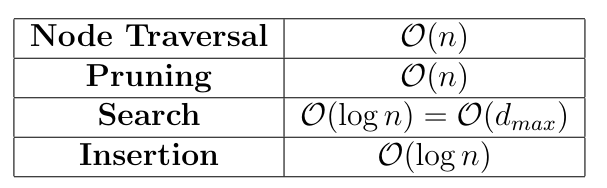 Node Traversal 𝒪(n)
Pruning 𝒪(n)
Search 𝒪(log n) = 𝒪(d_max)
Insertion 𝒪(log n)